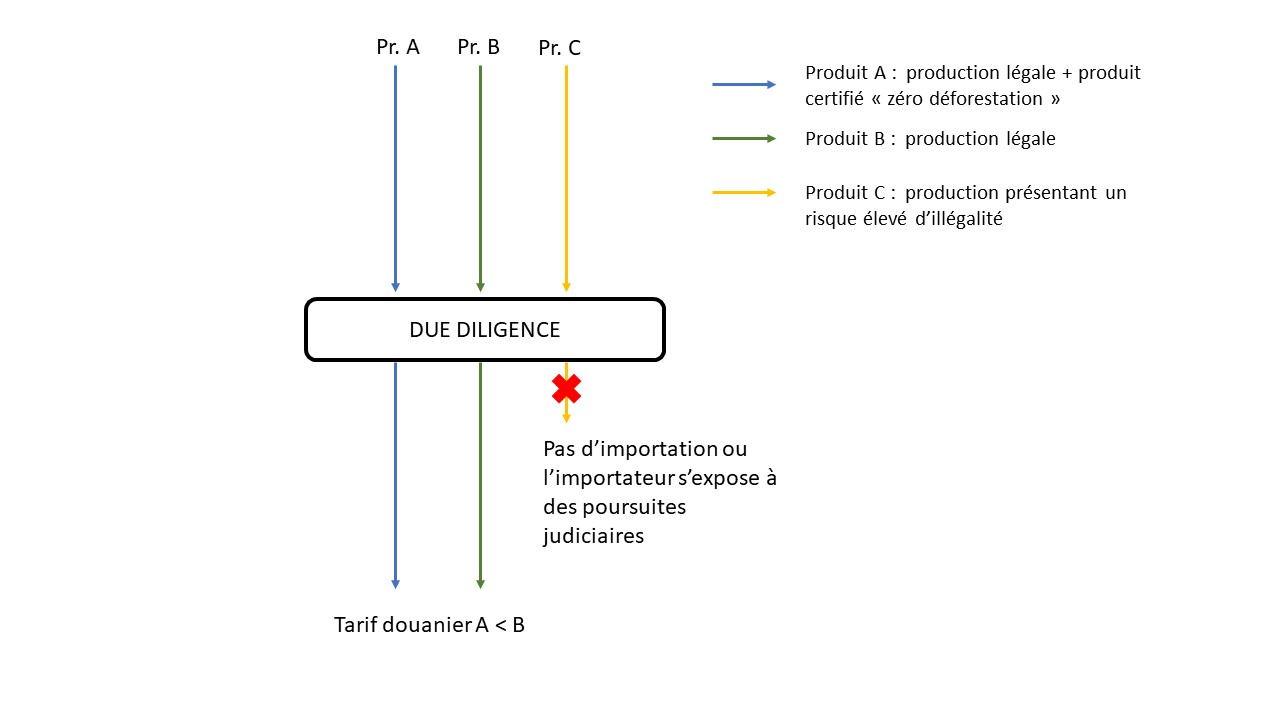 Pr. A
Pr. B
Pr. C
Produit A : production légale + produit
certifié « zéro déforestation »
Produit B : production légale
Produit C : production présentant un
risque élevé d’illégalité
DUE DILIGENCE
Pas d’importation ou
l’importateur s’expose à
des poursuites
judiciaires
Tarif douanier A < B